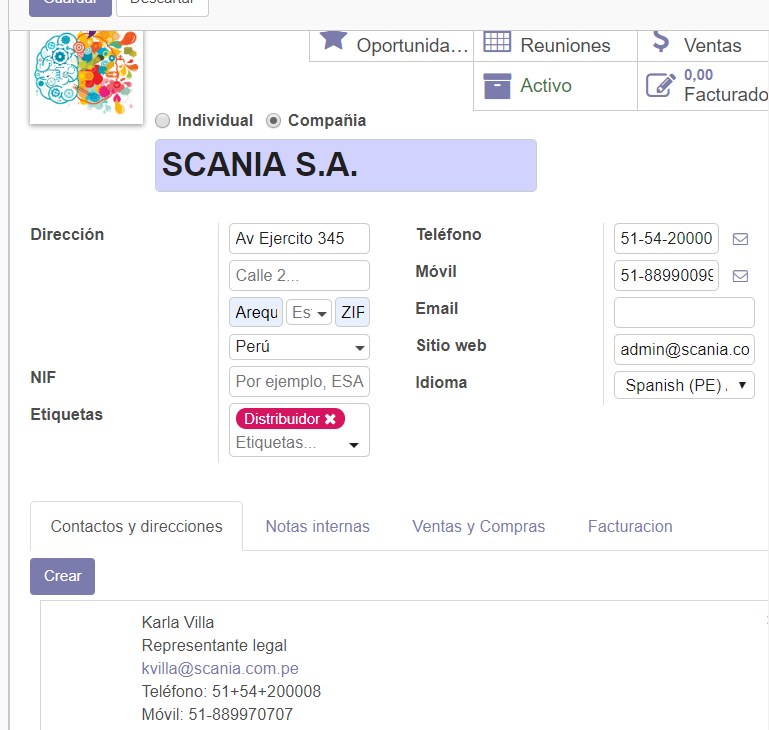 Guardar Descartar
Oportunida... Reuniones Ventas
Activo 0,00
Facturado
Individual Compañia
SCANIA S.A.
Dirección Av Ejercito 345 Teléfono 51-54-20000
Calle 2... Móvil 51-88990099
Arequ Es ZIF Email
Perú Sitio web admin@scania.co
NIF Por ejemplo, ESA Idioma Spanish (PE) /
Etiquetas Distribuidor ✖
Etiquetas...
Contactos y direcciones Notas internas Ventas y Compras Facturacion
Crear
Karla Villa
Representante legal
kvilla@scania.com.pe
Teléfono: 51+54+200008
Móvil: 51-889970707